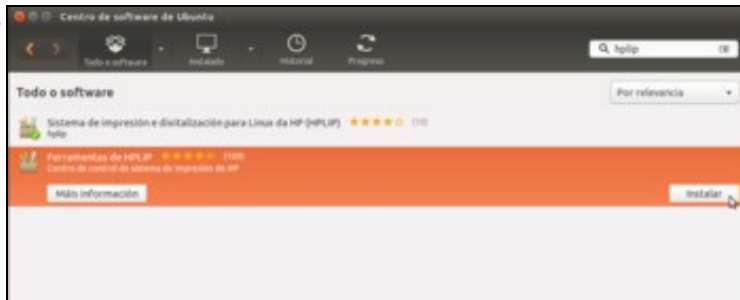 Centro de software de Ubuntu
Todo o software
Instalado
Historial
Progreso
hplip
Todo o software
Por relevancia
Sistema de impresión e dixitalización para Linux da HP (HPLIP)
hplip
Ferramentas de HPLIP
Centro de control do sistema de impresión de HP
Máis información
Instalar